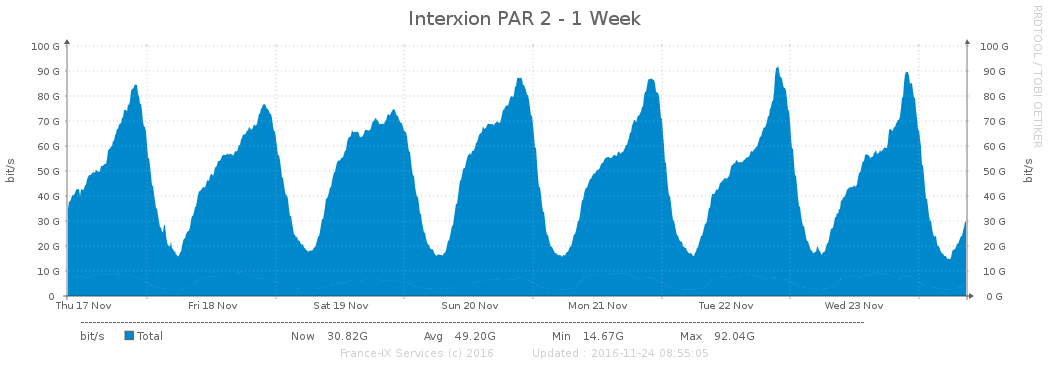 Interxion PAR 2 - 1 Week
RRDTOOL / TOBI OETIKER
100 G 100 G
90 G 90 G
80 G 80 G
70 G 70 G
60 G 60 G
50 G 50 G
40 G 40 G
30 G 30 G
20 G 20 G
10 G 10 G
0 0 G
bit/s
bit/s
Thu 17 Nov Fri 18 Nov Sat 19 Nov Sun 20 Nov Mon 21 Nov Tue 22 Nov Wed 23 Nov
bit/s Total Now 30.82G Avg 49.20G Min 14.67G Max 92.04G
France-IX Services (c) 2016 Updated : 2016-11-24 08:55:05